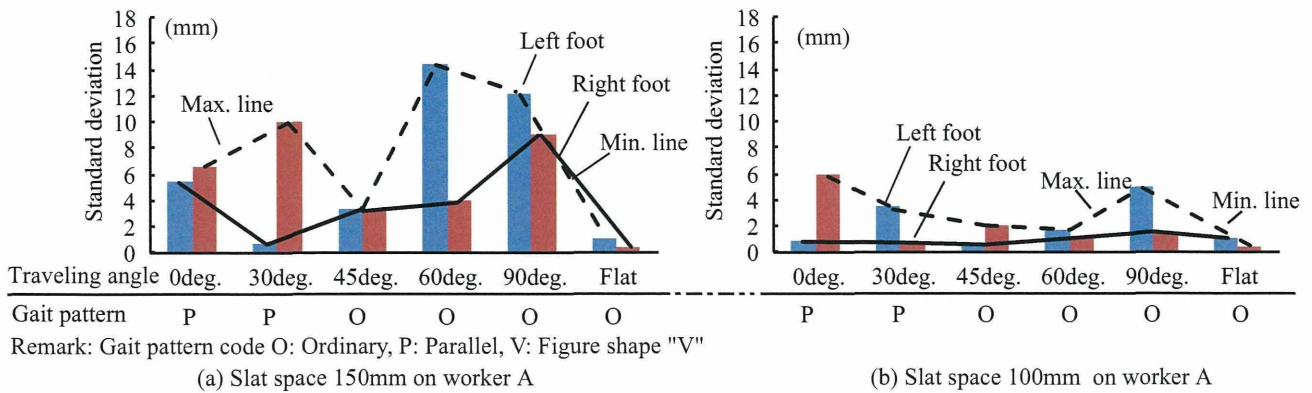 18
16
14
12
10
8
6
4
2
0
Standard deviation
(mm)
Max. line
Left foot
Right foot
Min. line
18
16
14
12
10
8
6
4
2
0
Standard deviation
(mm)
Left foot
Right foot
Max. line
Min. line
Traveling angle 0deg. 30deg. 45deg. 60deg. 90deg. Flat 0deg. 30deg. 45deg. 60deg. 90deg. Flat
Gait pattern P P O O O O P P O O O O
Remark: Gait pattern code O: Ordinary, P: Parallel, V: Figure shape "V"
(a) Slat space 150mm on worker A (b) Slat space 100mm on worker A